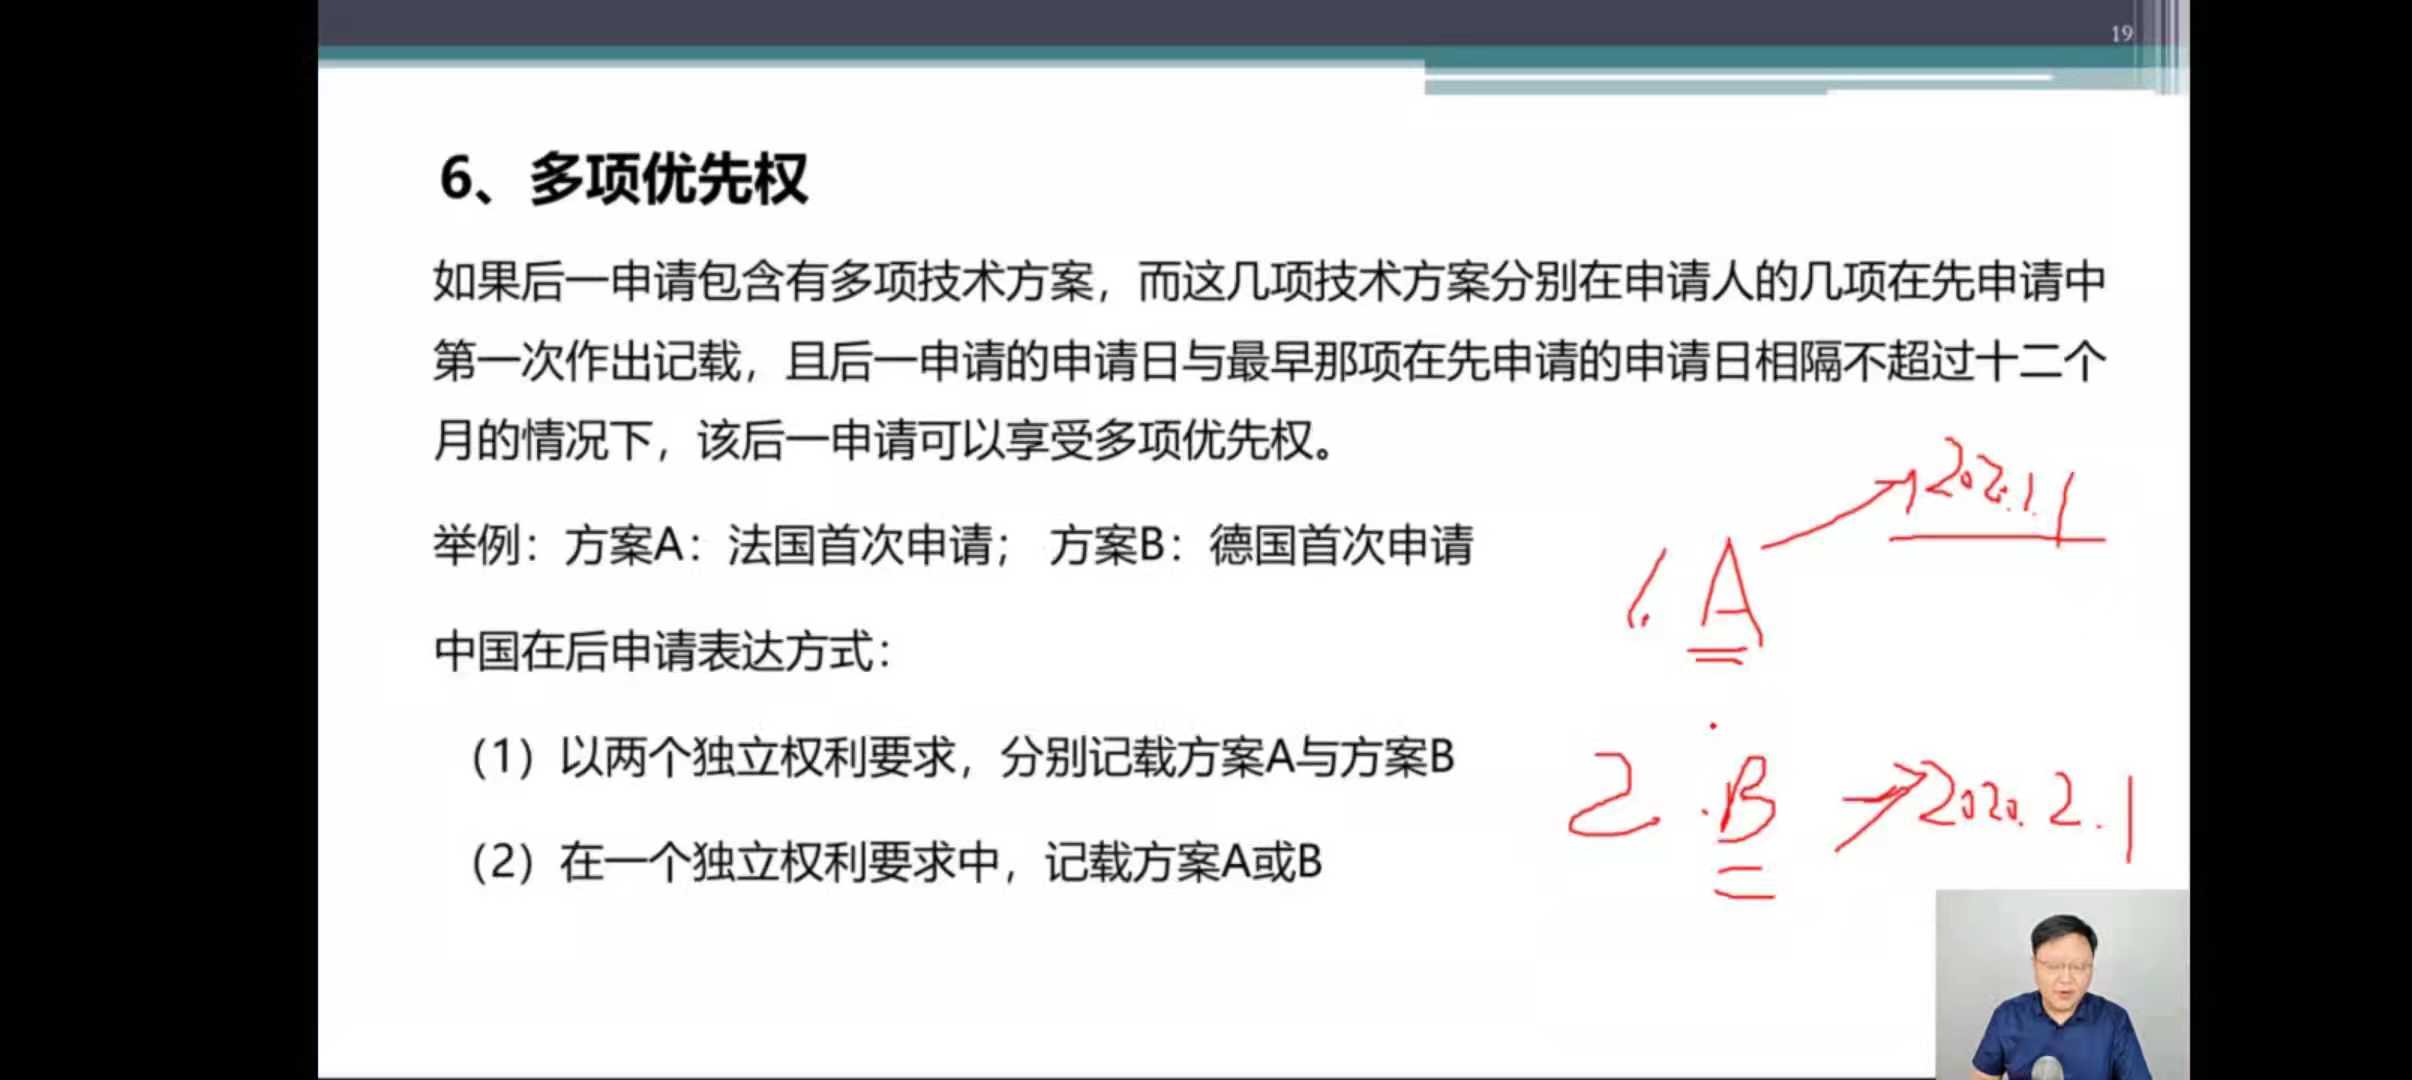 19
6、多项优先权
如果后一申请包含有多项技术方案，而这几项技术方案分别在申请人的几项在先申请中
第一次作出记载，且后一申请的申请日与最早那项在先申请的申请日相隔不超过十二个
月的情况下，该后一申请可以享受多项优先权。
举例：方案A：法国首次申请； 方案B：德国首次申请
中国在后申请表达方式：
（1）以两个独立权利要求，分别记载方案A与方案B
（2）在一个独立权利要求中，记载方案A或B
1. A
2. B 2020.2.1